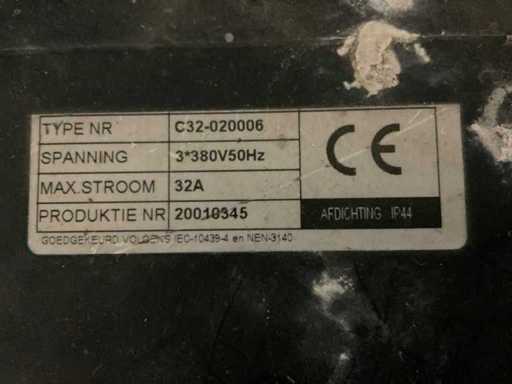 TYPE NR C32-020006
SPANNING 3*380V50Hz
MAX.STROOM 32A
PRODUKTIE NR 20010345
CE
AFDICHTING IP44
GOEDGEKEURD VOLGENS IEC-10439-4 en NEN-3140